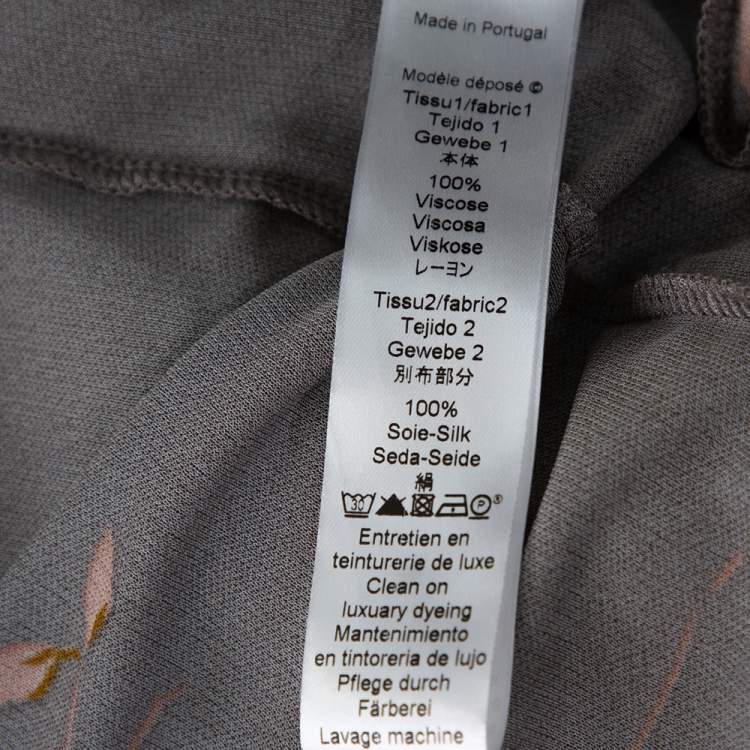 Made in Portugal
Modèle déposé ©
Tissu1/fabric1
Tejido 1
Gewebe 1
本体
100%
Viscose
Viscosa
Viskose
レーヨン
Tissu2/fabric2
Tejido 2
Gewebe 2
別布部分
100%
Soie-Silk
Seda-Seide
絹
30 P
Entretien en
teinturerie de luxe
Clean on
luxuary dyeing
Mantenimiento
en tintoreria de lujo
Pflege durch
Färberei
Lavage machine